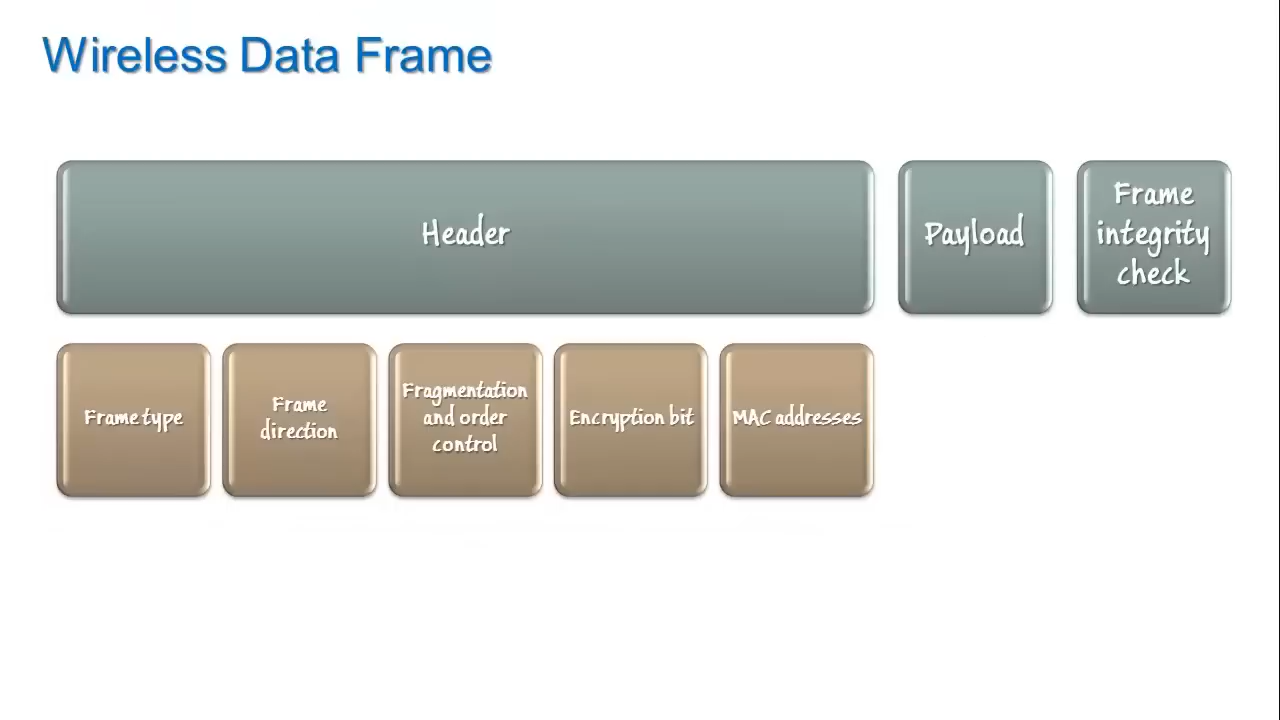 Wireless Data Frame
Header
Payload
Frame
integrity
check
Frame type
Frame
direction
Fragmentation
and order
control
Encryption bit
MAC addresses